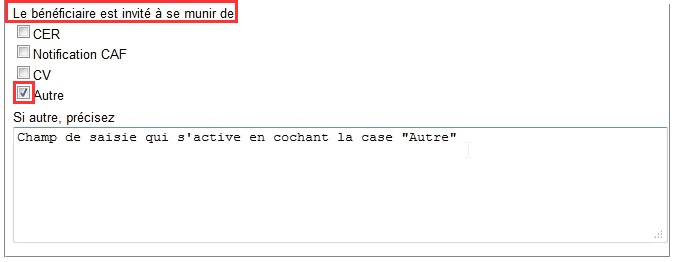 Le bénéficiaire est invité à se munir de
CER
Notification CAF
CV
Autre
Si autre, précisez
Champ de saisie qui s'active en cochant la case "Autre"